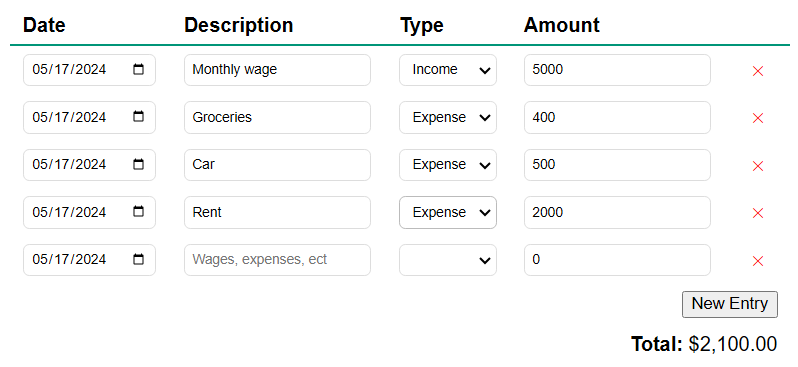 Date Description Type Amount
05/17/2024 Monthly wage Income 5000
05/17/2024 Groceries Expense 400
05/17/2024 Car Expense 500
05/17/2024 Rent Expense 2000
05/17/2024 Wages, expenses, ect 0
New Entry
Total: $2,100.00